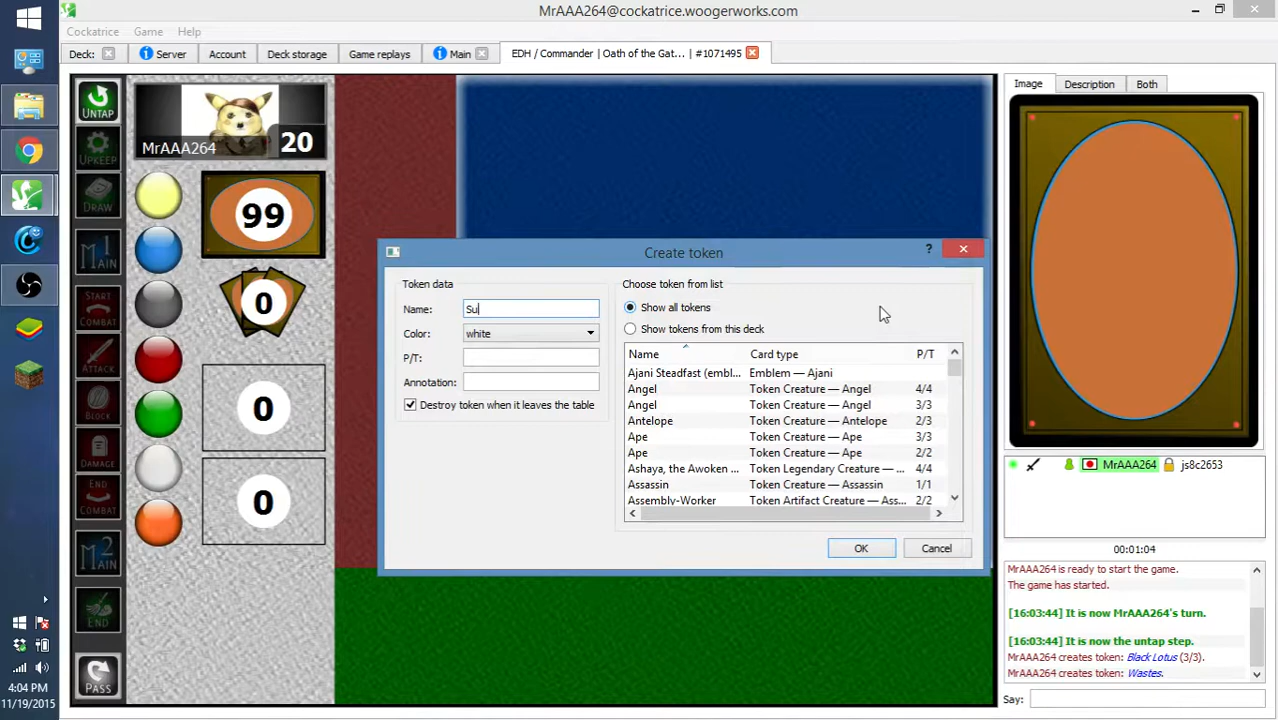 MrAAA264@cockatrice.woogerworks.com
Cockatrice Game Help
Deck: Server Account Deck storage Game replays Main EDH / Commander | Oath of the Gat... | #1071495
UNTAP
UPKEEP
DRAW
MAIN 1
START COMBAT
ATTACK
BLOCK
DAMAGE
END COMBAT
MAIN 2
END
PASS
MrAAA264 20
99
0
0
0
Create token
?
Token data
Name: Su
Color: white
P/T:
Annotation:
Destroy token when it leaves the table
Choose token from list
Show all tokens
Show tokens from this deck
Name Card type P/T
Ajani Steadfast (embl... Emblem — Ajani
Angel Token Creature — Angel 4/4
Angel Token Creature — Angel 3/3
Antelope Token Creature — Antelope 2/3
Ape Token Creature — Ape 3/3
Ape Token Creature — Ape 2/2
Ashaya, the Awoken ... Token Legendary Creature — ... 4/4
Assassin Token Creature — Assassin 1/1
Assembly-Worker Token Artifact Creature — Ass... 2/2
OK Cancel
Image Description Both
MrAAA264 js8c2653
00:01:04
MrAAA264 is ready to start the game.
The game has started.
[16:03:44] It is now MrAAA264's turn.
[16:03:44] It is now the untap step.
MrAAA264 creates token: Black Lotus (3/3).
MrAAA264 creates token: Wastes.
Say:
4:04 PM
11/19/2015